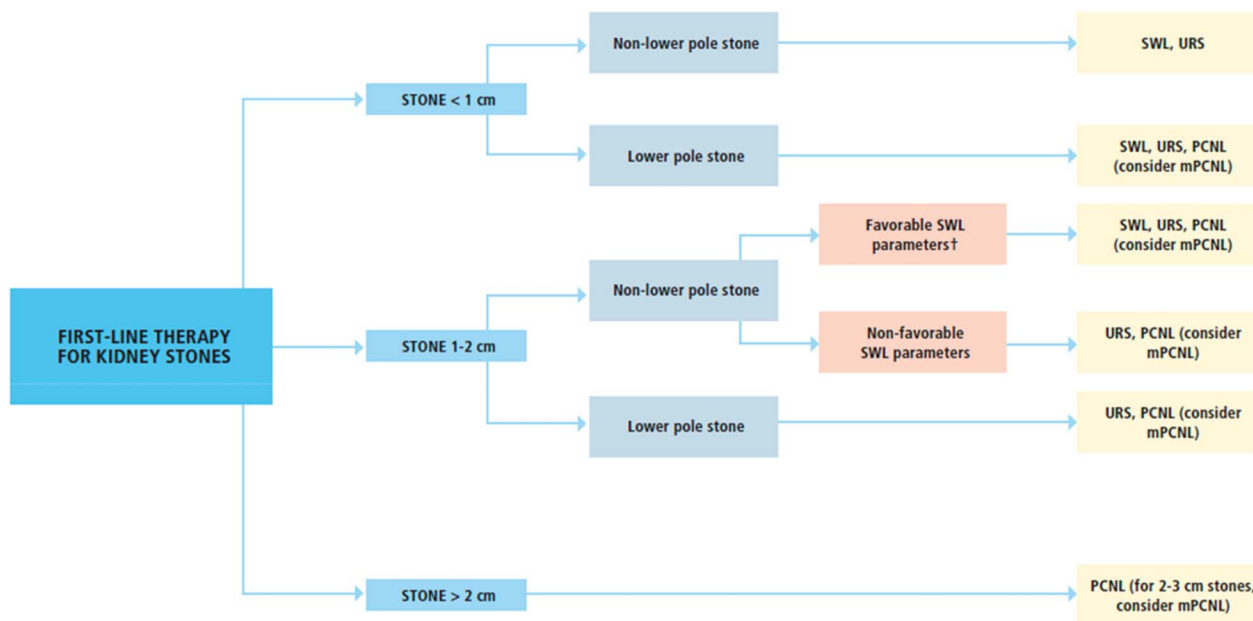 Non-lower pole stone
SWL, URS
STONE < 1 cm
Lower pole stone
SWL, URS, PCNL
(consider mPCNL)
Favorable SWL
parameters†
SWL, URS, PCNL
(consider mPCNL)
Non-lower pole stone
FIRST-LINE THERAPY
FOR KIDNEY STONES
STONE 1-2 cm
Non-favorable
SWL parameters
URS, PCNL (consider
mPCNL)
Lower pole stone
URS, PCNL (consider
mPCNL)
STONE > 2 cm
PCNL (for 2-3 cm stones,
consider mPCNL)